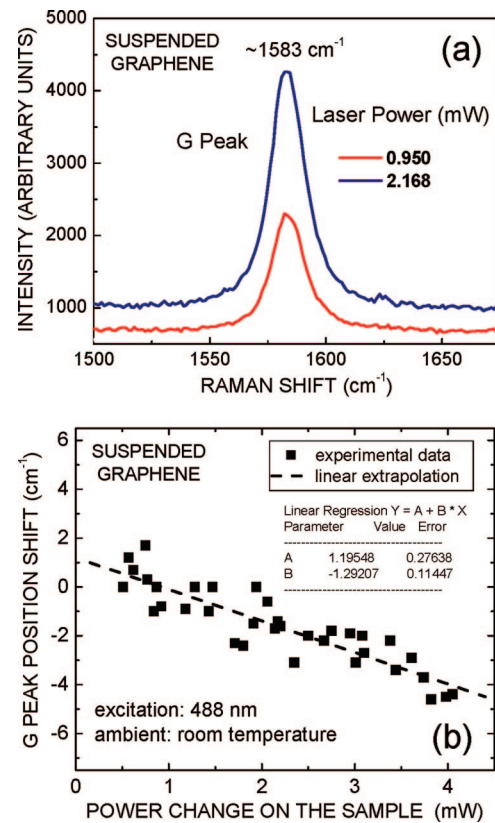 SUSPENDED
GRAPHENE
~1583 cm⁻¹
(a)
G Peak
Laser Power (mW)
0.950
2.168
INTENSITY (ARBITRARY UNITS)
5000
4000
3000
2000
1000
1500 1550 1600 1650
RAMAN SHIFT (cm⁻¹)
SUSPENDED
GRAPHENE
experimental data
linear extrapolation
Linear Regression Y = A + B * X
Parameter Value Error
----------------------------------------
A 1.19548 0.27638
B -1.29207 0.11447
----------------------------------------
G PEAK POSITION SHIFT (cm⁻¹)
6
4
2
0
-2
-4
-6
excitation: 488 nm
ambient: room temperature
(b)
0 1 2 3 4
POWER CHANGE ON THE SAMPLE (mW)